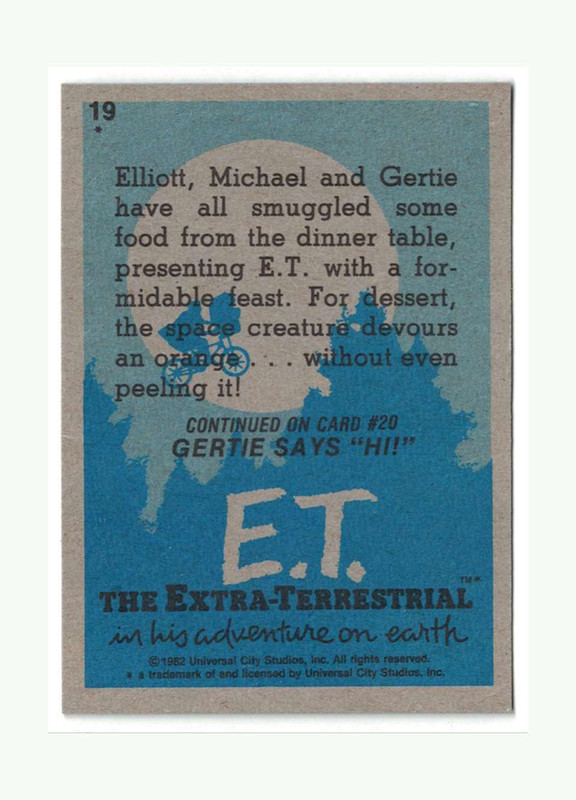 19
*
Elliott, Michael and Gertie
have all smuggled some
food from the dinner table,
presenting E.T. with a for-
midable feast. For dessert,
the space creature devours
an orange . . . without even
peeling it!
CONTINUED ON CARD #20
GERTIE SAYS "HI!"
E.T.
TM*
THE EXTRA-TERRESTRIAL
in his adventure on earth
©1982 Universal City Studios, Inc. All rights reserved.
* a trademark of and licensed by Universal City Studios, Inc.